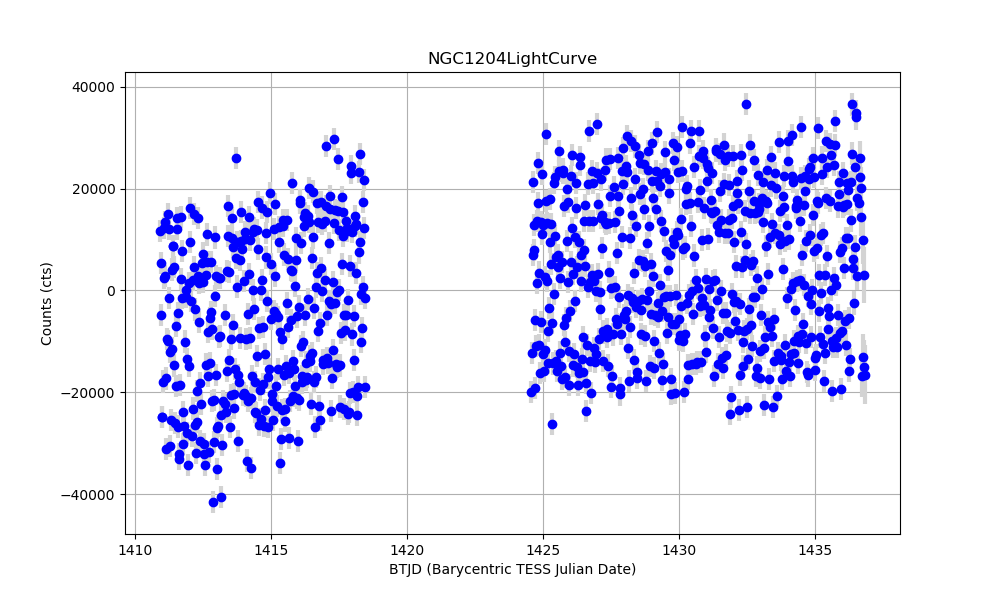 NGC1204LightCurve
40000
20000
0
−20000
−40000
Counts (cts)
1410 1415 1420 1425 1430 1435
BTJD (Barycentric TESS Julian Date)